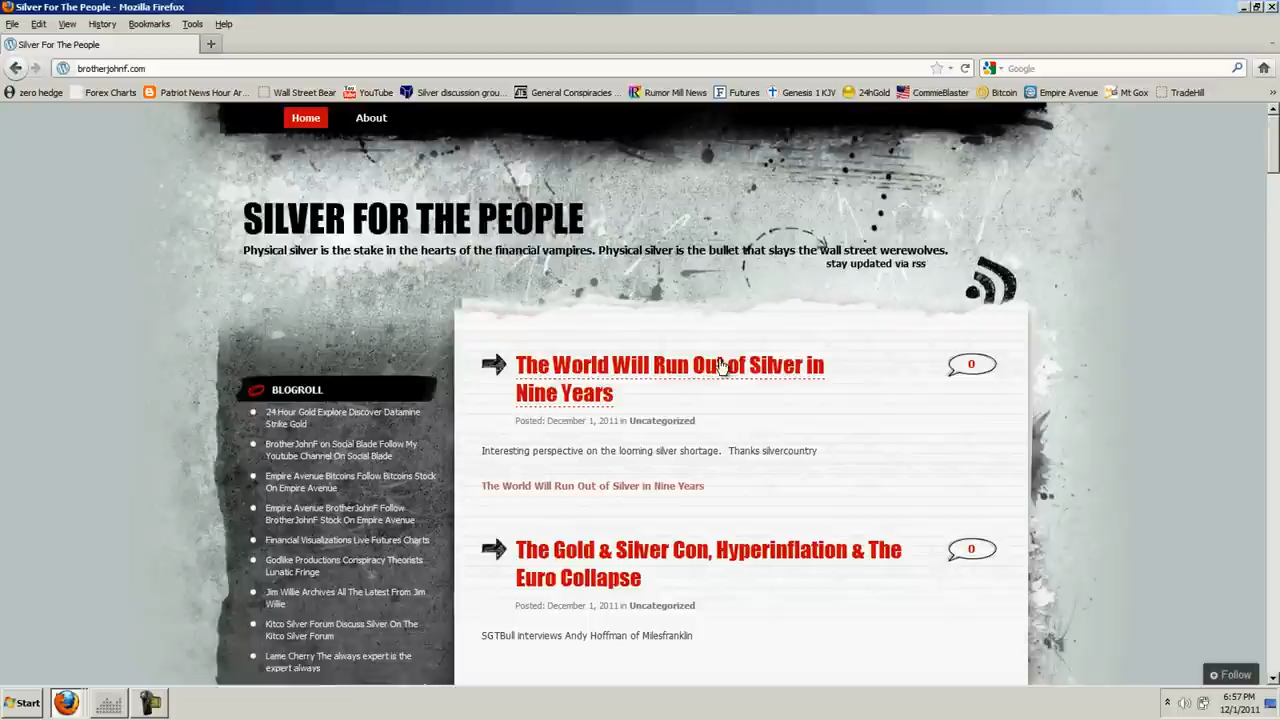 Silver For The People - Mozilla Firefox
File Edit View History Bookmarks Tools Help
Silver For The People
brotherjohnf.com
Google
zero hedge Forex Charts Patriot News Hour Ar... Wall Street Bear YouTube Silver discussion grou... General Conspiracies ... Rumor Mill News Futures Genesis 1 KJV 24hGold CommieBlaster Bitcoin Empire Avenue Mt Gox TradeHill
Home About
SILVER FOR THE PEOPLE
Physical silver is the stake in the hearts of the financial vampires. Physical silver is the bullet that slays the wall street werewolves.
stay updated via rss
The World Will Run Out of Silver in
Nine Years
0
Posted: December 1, 2011 in Uncategorized
Interesting perspective on the looming silver shortage. Thanks silvercountry
The World Will Run Out of Silver in Nine Years
The Gold & Silver Con, Hyperinflation & The
Euro Collapse
0
Posted: December 1, 2011 in Uncategorized
SGTBull interviews Andy Hoffman of Milesfranklin
BLOGROLL
24 Hour Gold Explore Discover Datamine
Strike Gold
BrotherJohnF on Social Blade Follow My
Youtube Channel On Social Blade
Empire Avenue Bitcoins Follow Bitcoins Stock
On Empire Avenue
Empire Avenue BrotherJohnF Follow
BrotherJohnF Stock On Empire Avenue
Financial Visualizations Live Futures Charts
Godlike Productions Conspiracy Theorists
Lunatic Fringe
Jim Willie Archives All The Latest From Jim
Willie
Kitco Silver Forum Discuss Silver On The
Kitco Silver Forum
Lame Cherry The always expert is the
expert always
Follow
Start
6:57 PM
12/1/2011